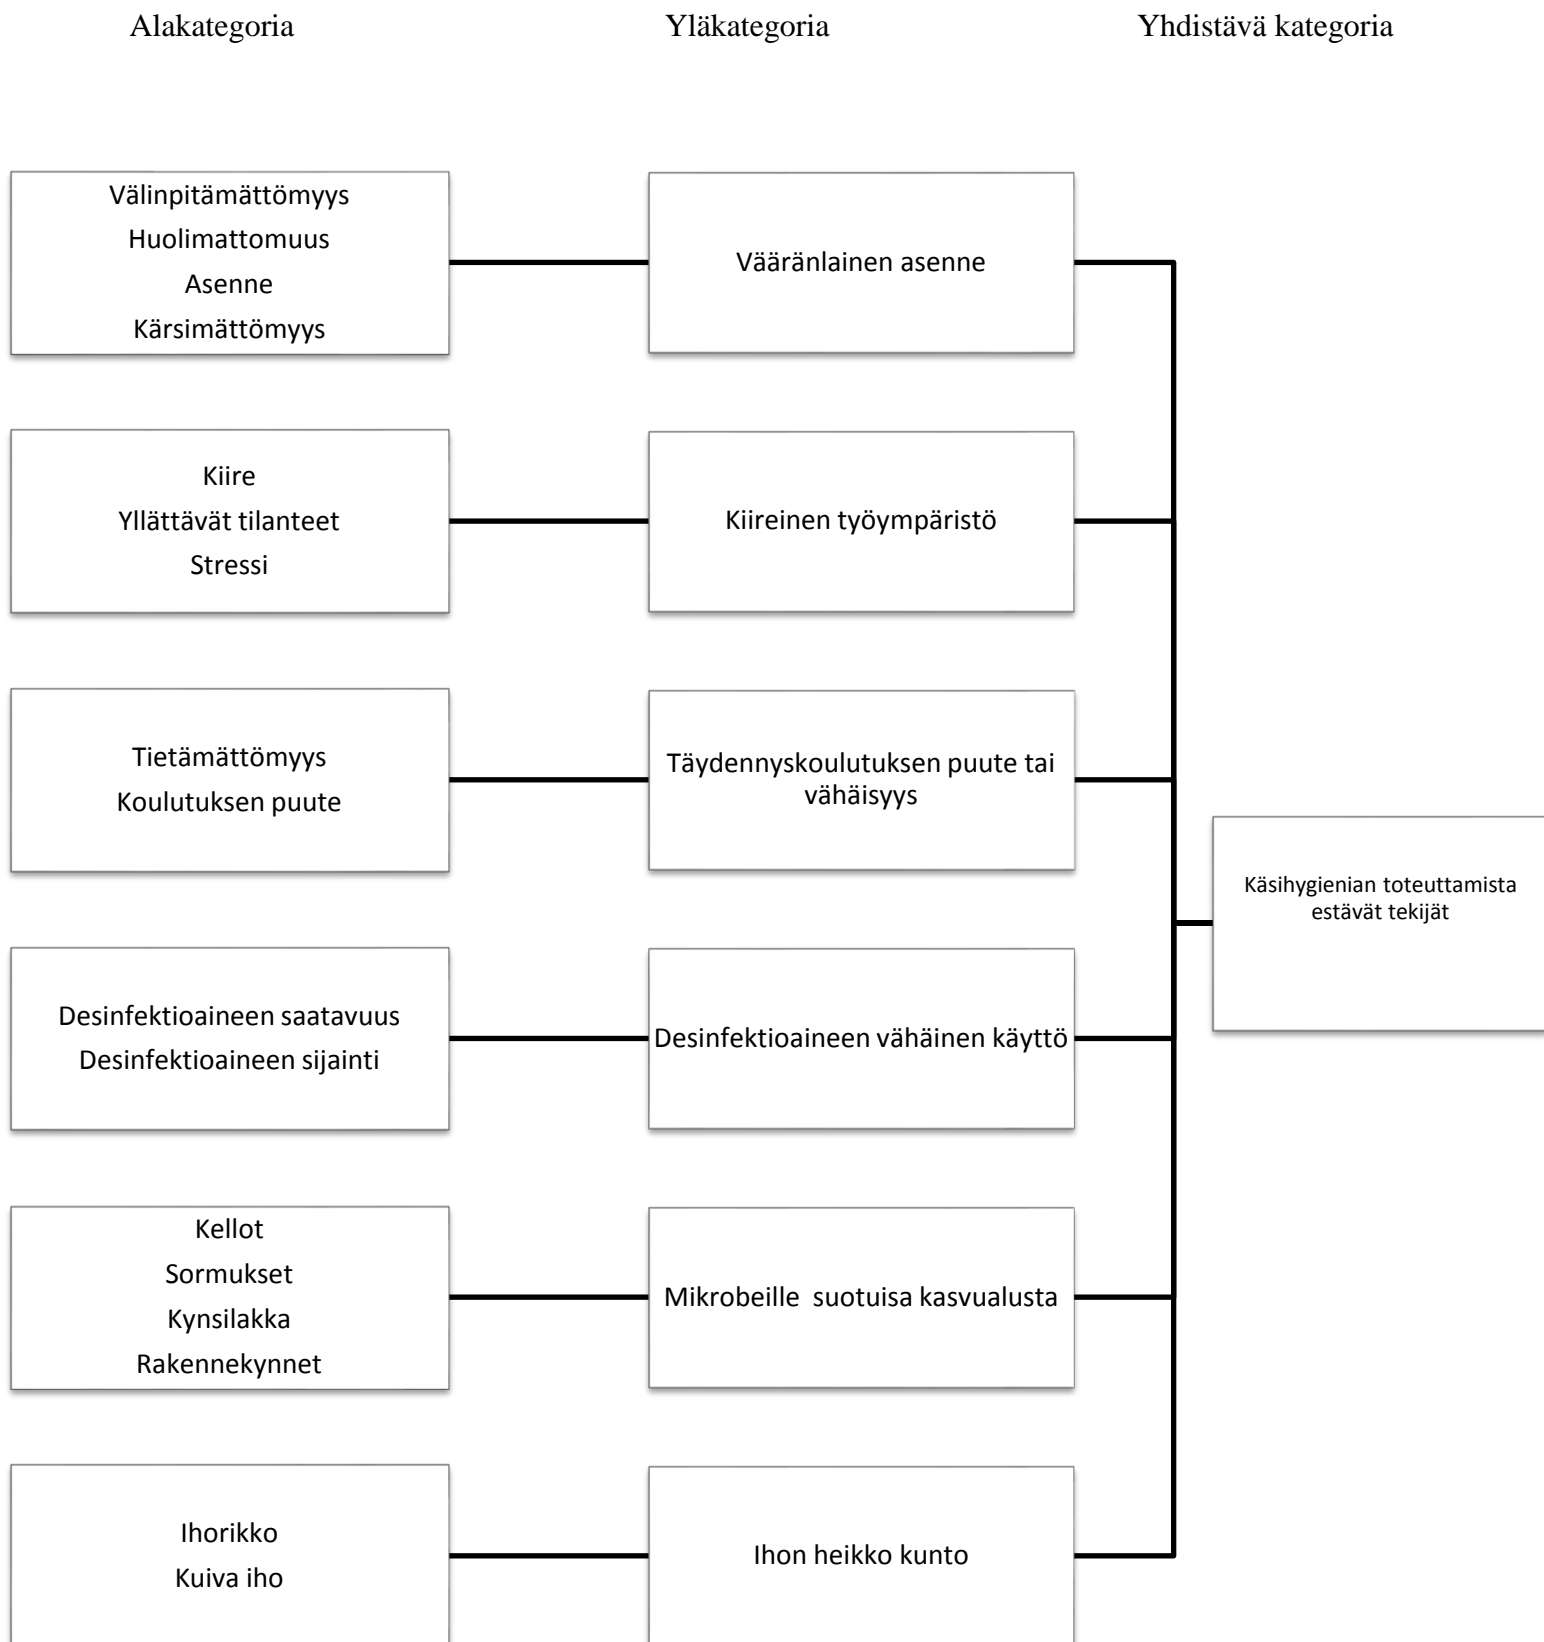 Alakategoria Yläkategoria Yhdistävä kategoria
Välinpitämättömyys
Huolimattomuus
Asenne
Kärsimättömyys
Vääränlainen asenne
Kiire
Yllättävät tilanteet
Stressi
Kiireinen työympäristö
Tietämättömyys
Koulutuksen puute
Täydennyskoulutuksen puute tai
vähäisyys
Desinfektioaineen saatavuus
Desinfektioaineen sijainti
Desinfektioaineen vähäinen käyttö
Kellot
Sormukset
Kynsilakka
Rakennekynnet
Mikrobeille suotuisa kasvualusta
Ihorikko
Kuiva iho
Ihon heikko kunto
Käsihygienian toteuttamista
estävät tekijät